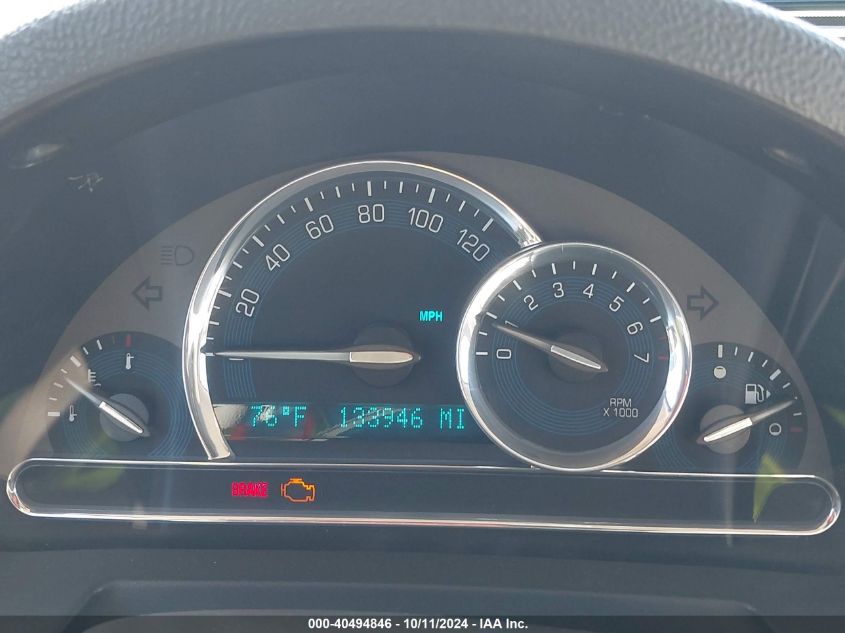 20 40 60 80 100 120
MPH
0 1 2 3 4 5 6 7
RPM
X 1000
76°F 133946 MI
BRAKE
000-40494846 - 10/11/2024 - IAA Inc.